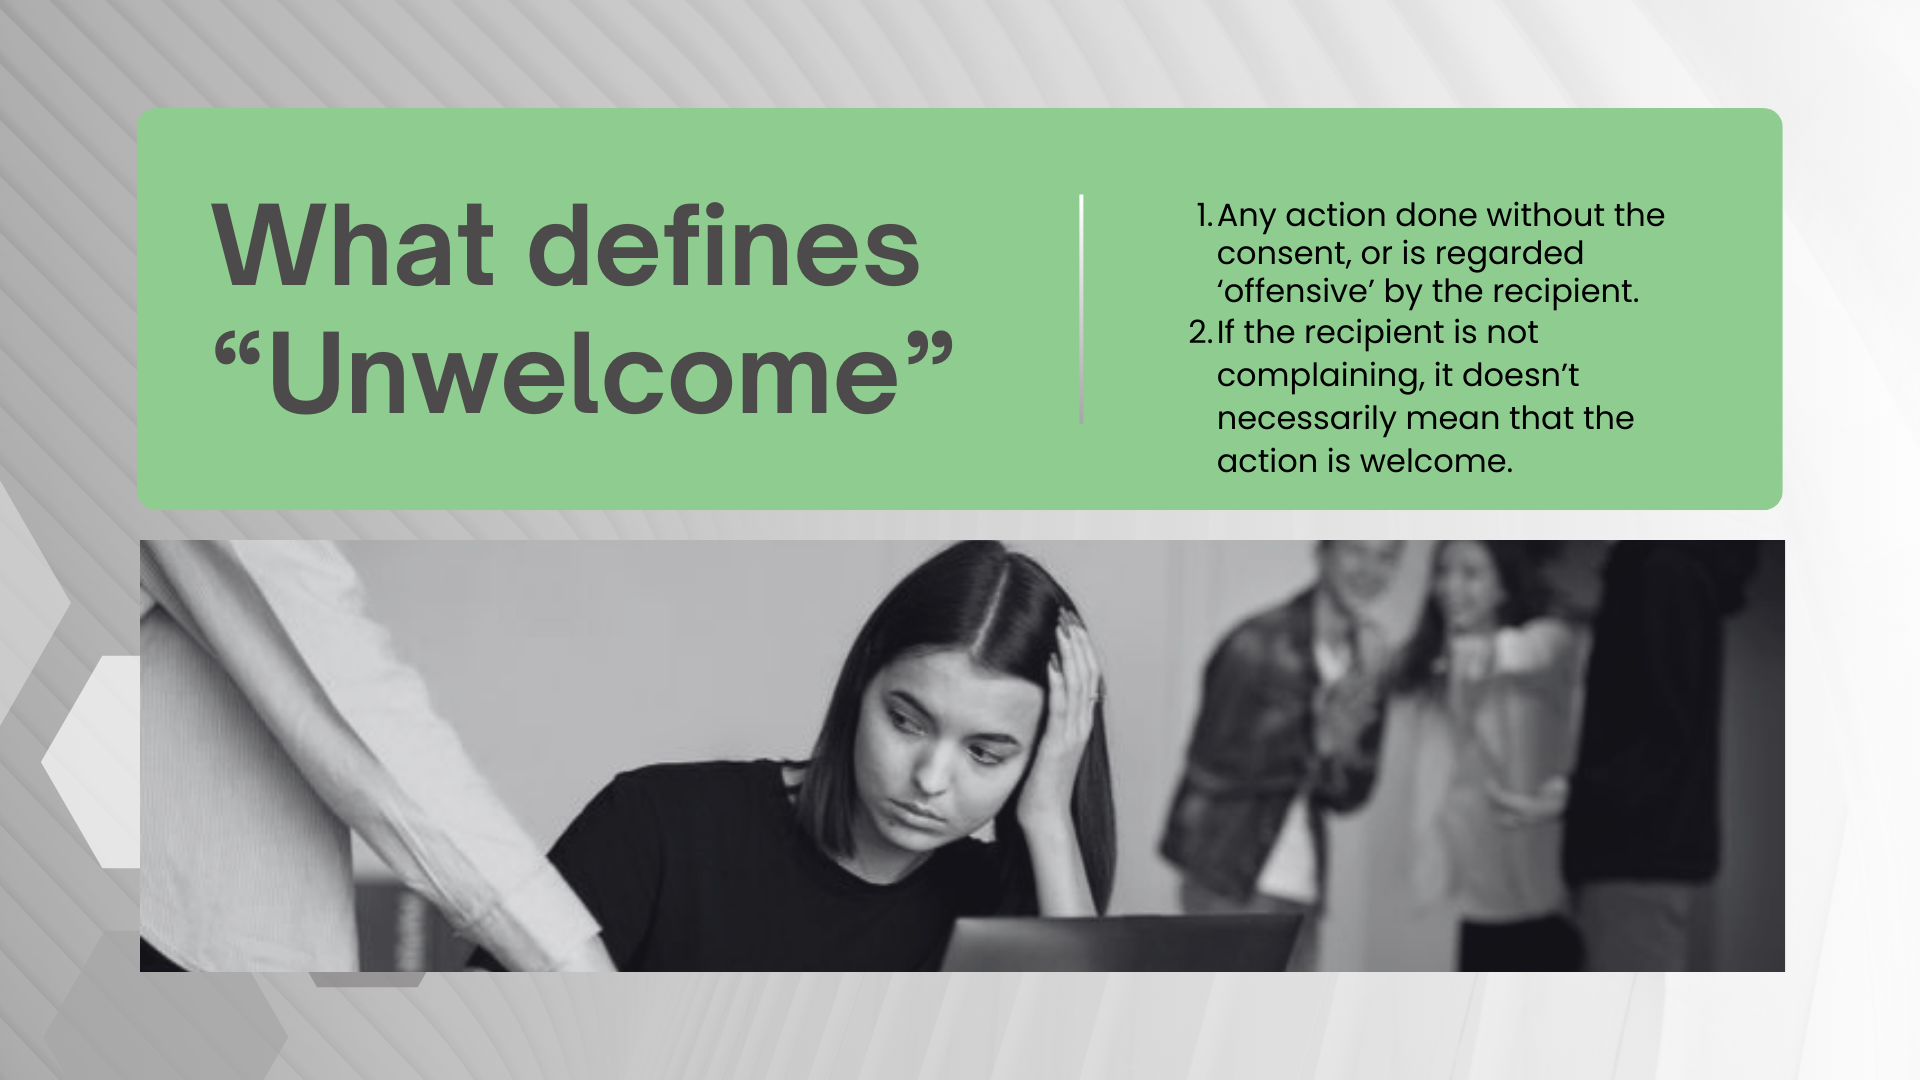 What defines
“Unwelcome”
1. Any action done without the
consent, or is regarded
‘offensive’ by the recipient.
2. If the recipient is not
complaining, it doesn’t
necessarily mean that the
action is welcome.